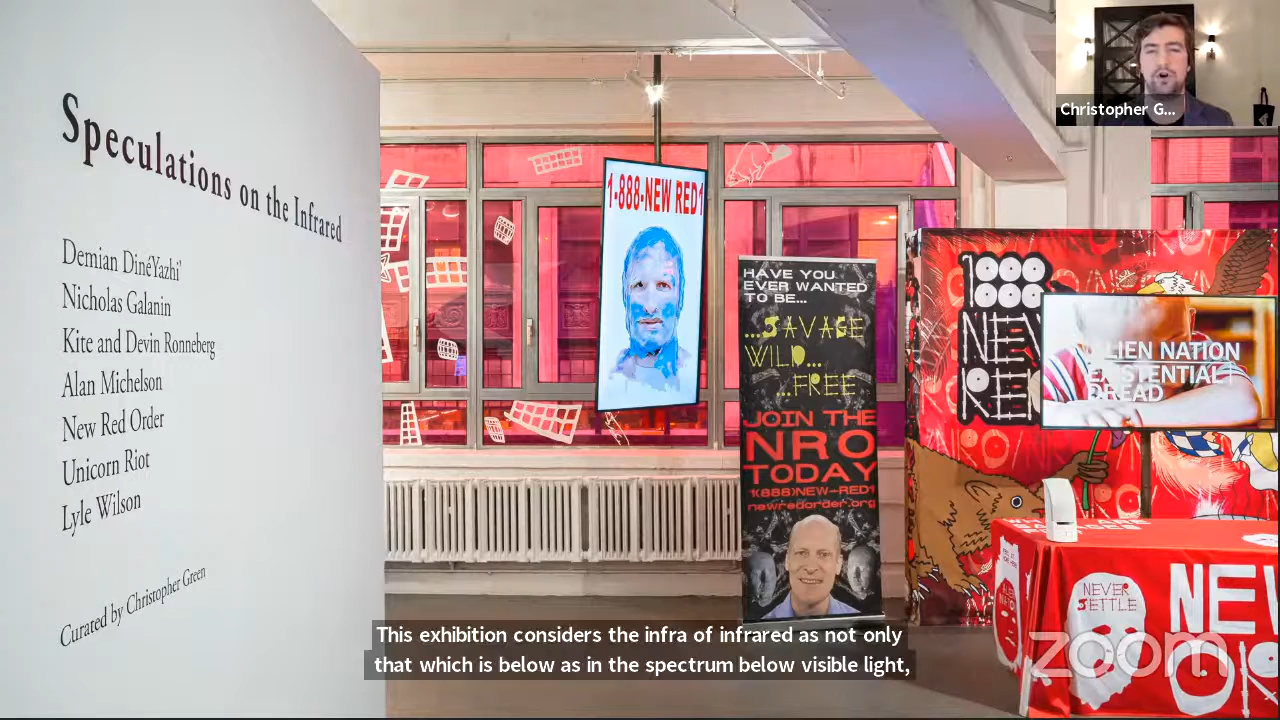 Speculations on the Infrared
Demian DinéYazhi'
Nicholas Galanin
Kite and Devin Ronneberg
Alan Michelson
New Red Order
Unicorn Riot
Lyle Wilson
Curated by Christopher Green
1-888-NEW RED1
HAVE YOU
EVER WANTED
TO BE...
...SAVAGE
WILD...
...FREE
JOIN THE
NRO
TODAY
1(888)NEW-RED1
newredorder.org
1888
NEW
RED
ALIEN NATION
EXISTENTIAL
DREAD
NEVER
SETTLE
NEW
Christopher G...
This exhibition considers the infra of infrared as not only
that which is below as in the spectrum below visible light,
zoom